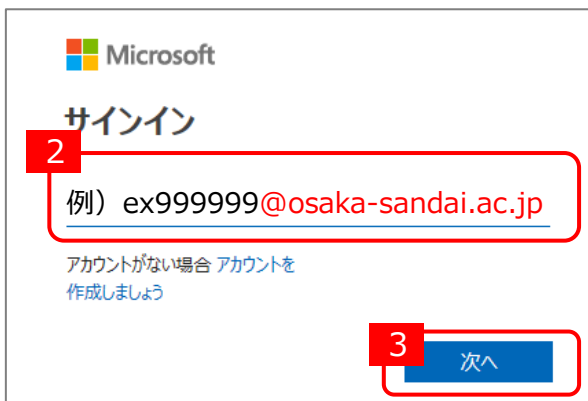 Microsoft
サインイン
2
例）ex999999@osaka-sandai.ac.jp
アカウントがない場合 アカウントを
作成しましょう
3
次へ